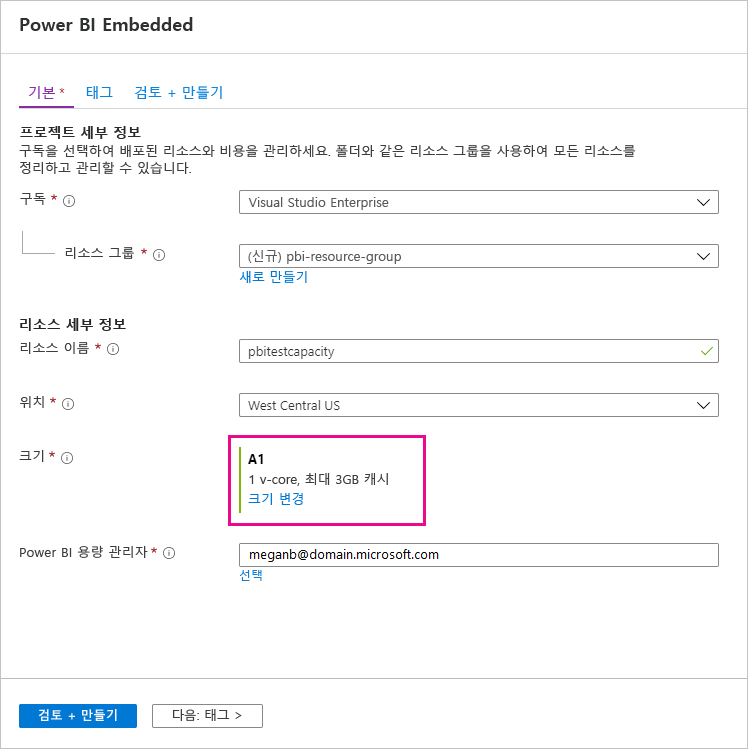 Power BI Embedded
기본 * 태그 검토 + 만들기
프로젝트 세부 정보
구독을 선택하여 배포된 리소스와 비용을 관리하세요. 폴더와 같은 리소스 그룹을 사용하여 모든 리소스를
정리하고 관리할 수 있습니다.
구독 * Visual Studio Enterprise
리소스 그룹 * (신규) pbi-resource-group
새로 만들기
리소스 세부 정보
리소스 이름 * pbitestcapacity
위치 * West Central US
크기 * A1
1 v-core, 최대 3GB 캐시
크기 변경
Power BI 용량 관리자 * meganb@domain.microsoft.com
선택
검토 + 만들기 다음: 태그 >